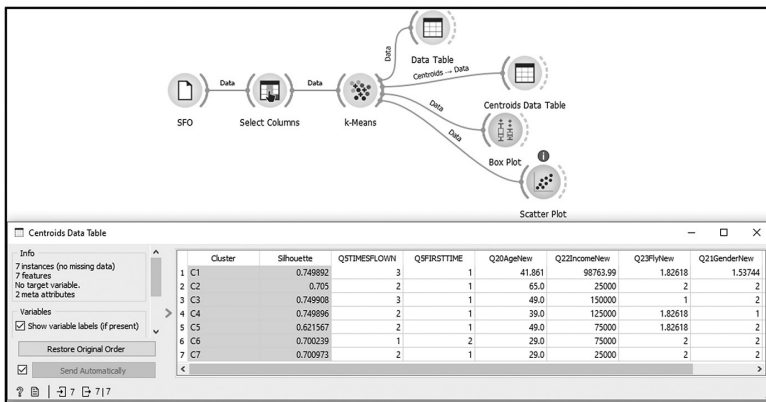 Data
Data
Data
Data Table
Centroids → Data
Centroids Data Table
Data
Box Plot
Data
Scatter Plot
SFO
Select Columns
k-Means
Centroids Data Table
Info
7 instances (no missing data)
7 features
No target variable.
2 meta attributes
Variables
Show variable labels (if present)
Restore Original Order
Send Automatically
7 7|7
Cluster Silhouette Q5TIMESFLOWN Q5FIRSTTIME Q20AgeNew Q22IncomeNew Q23FlyNew Q21GenderNew
1 C1 0.749892 3 1 41.861 98763.99 1.82618 1.53744
2 C2 0.705 2 1 65.0 25000 2 2
3 C3 0.749908 3 1 49.0 150000 1 2
4 C4 0.749896 2 1 39.0 125000 1.82618 1
5 C5 0.621567 2 1 49.0 75000 1.82618 2
6 C6 0.700239 1 2 29.0 75000 2 2
7 C7 0.700973 2 1 29.0 25000 2 2